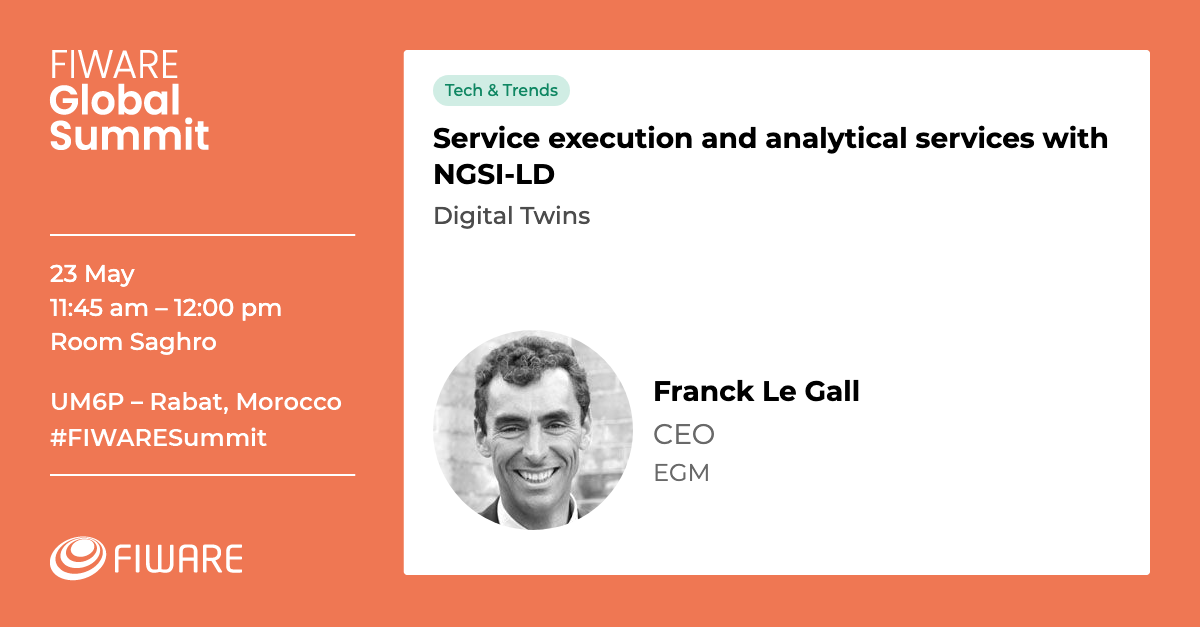 FIWARE
Global
Summit
23 May
11:45 am – 12:00 pm
Room Saghro
UM6P – Rabat, Morocco
#FIWARESummit
FIWARE
Tech & Trends
Service execution and analytical services with
NGSI-LD
Digital Twins
Franck Le Gall
CEO
EGM